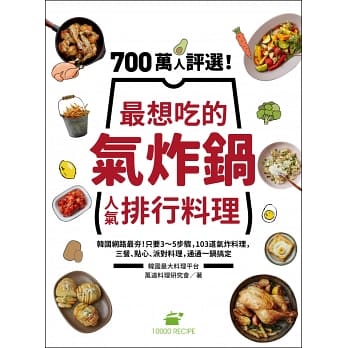 700萬人評選！
最想吃的
氣炸鍋
人氣排行料理
韓國網路最夯！只要3～5步驟，103道氣炸料理，
三餐、點心、派對料理，通通一鍋搞定
韓國最大料理平台
萬道料理研究會／著
10000 RECIPE